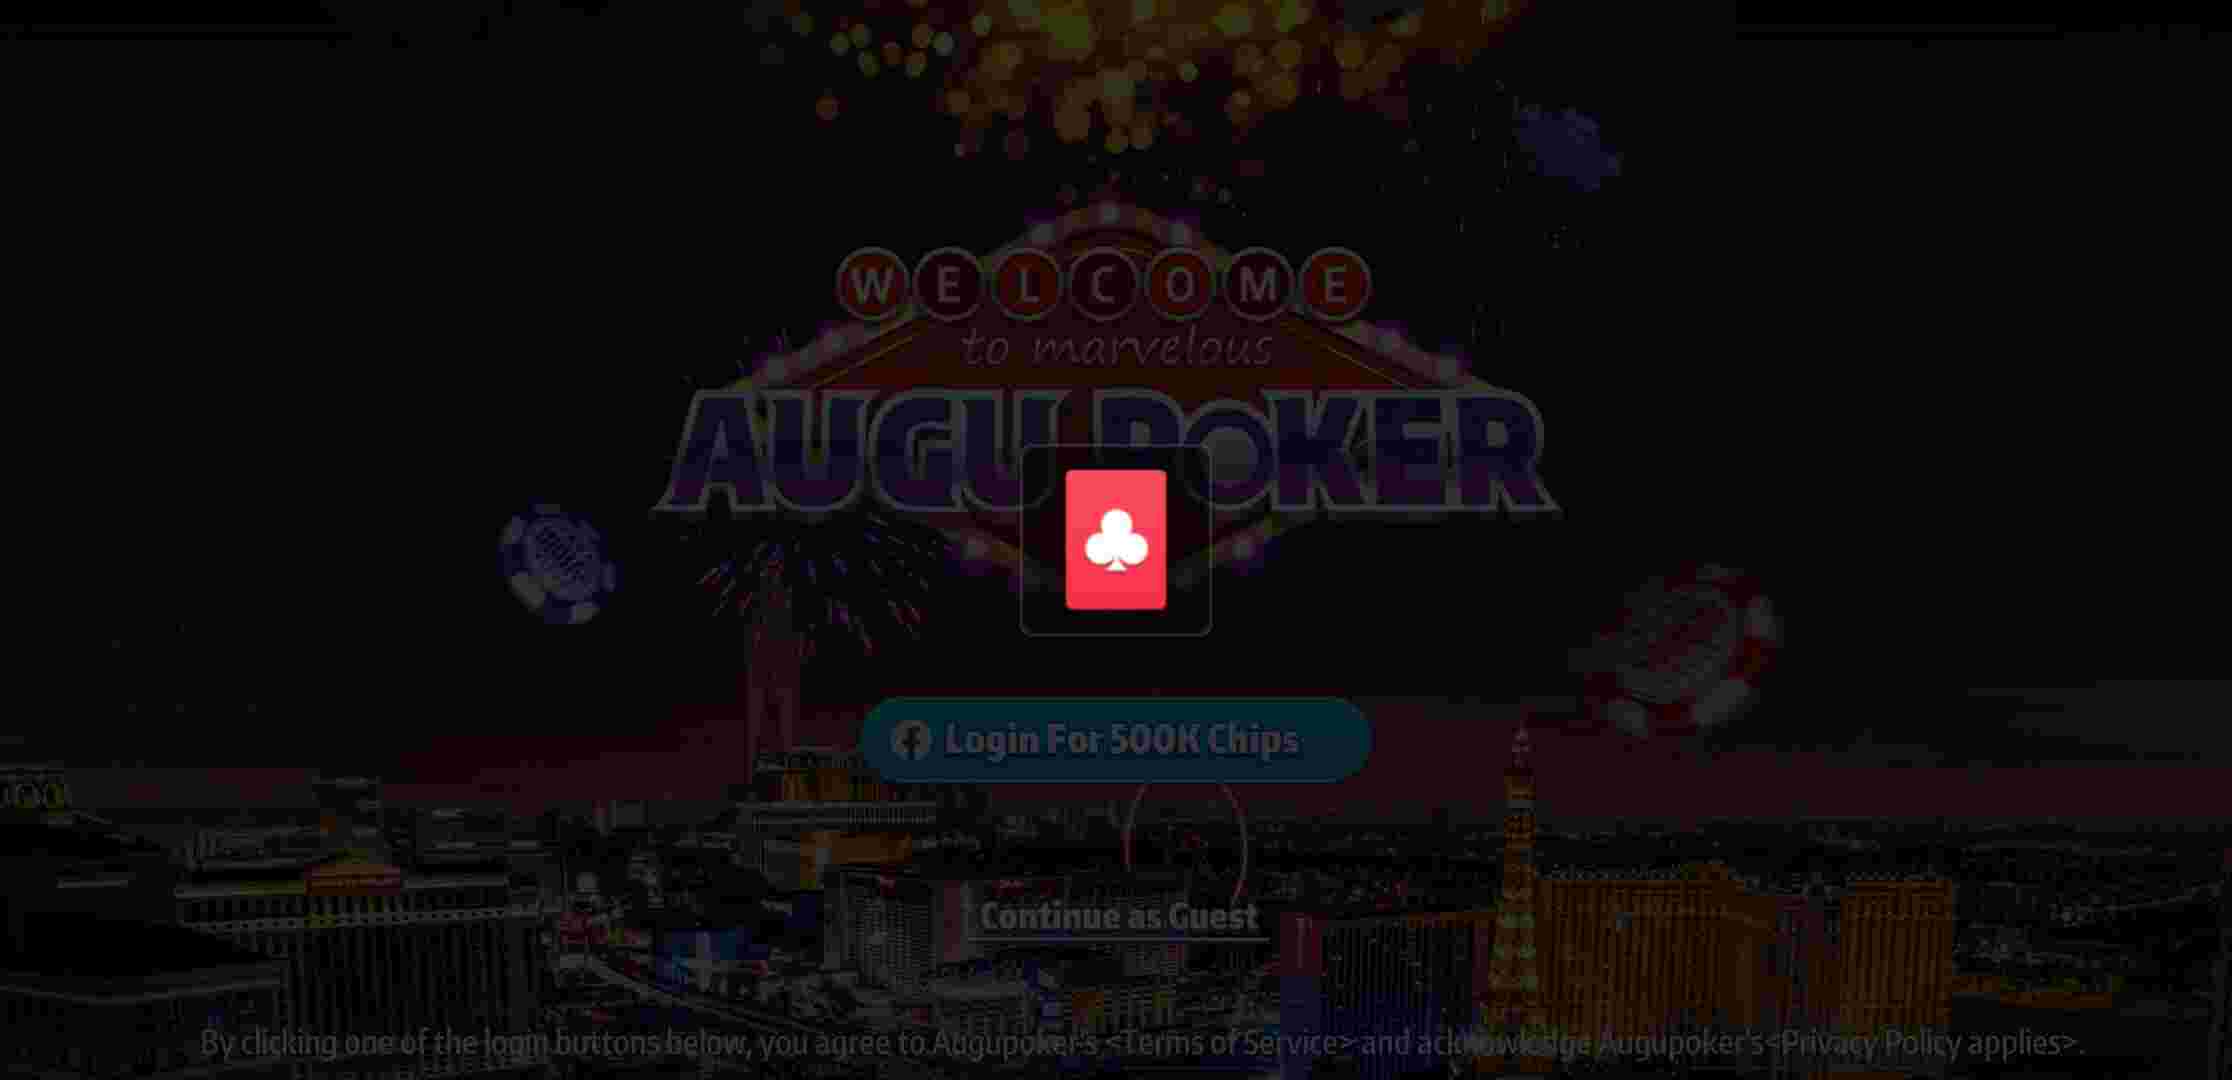 WELCOME
to marvelous
AUGU POKER
Login For 500K Chips
Continue as Guest
By clicking one of the login buttons below, you agree to Augupoker's <Terms of Service> and acknowledge Augupoker's<Privacy Policy applies>.